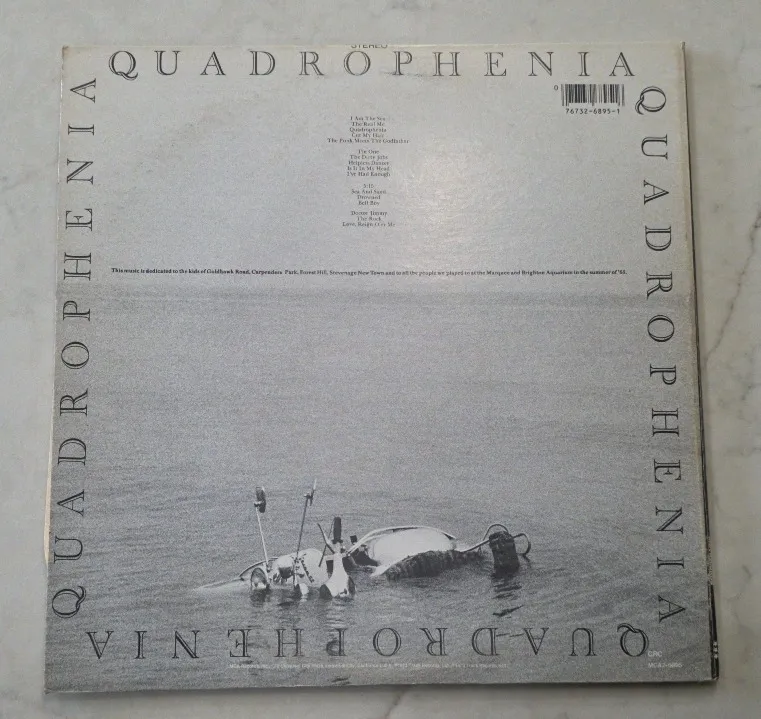 STEREO
QUADROPHENIA
0
76732-6895-1
QUADROPHENIA
QUADROPHENIA
I Am The Sea
The Real Me
Quadrophenia
Cut My Hair
The Punk Meets The Godfather
I'm One
The Dirty Jobs
Helpless Dancer
Is It In My Head
I've Had Enough
5:15
Sea And Sand
Drowned
Bell Boy
Doctor Jimmy
The Rock
Love, Reign O'er Me
This music is dedicated to the kids of Goldhawk Road, Carpenders Park, Forest Hill, Stevenage New Town and to all the people we played to at the Marquee and Brighton Aquarium in the summer of '65.
QUADROPHENIA
CRC
MCA2-6895